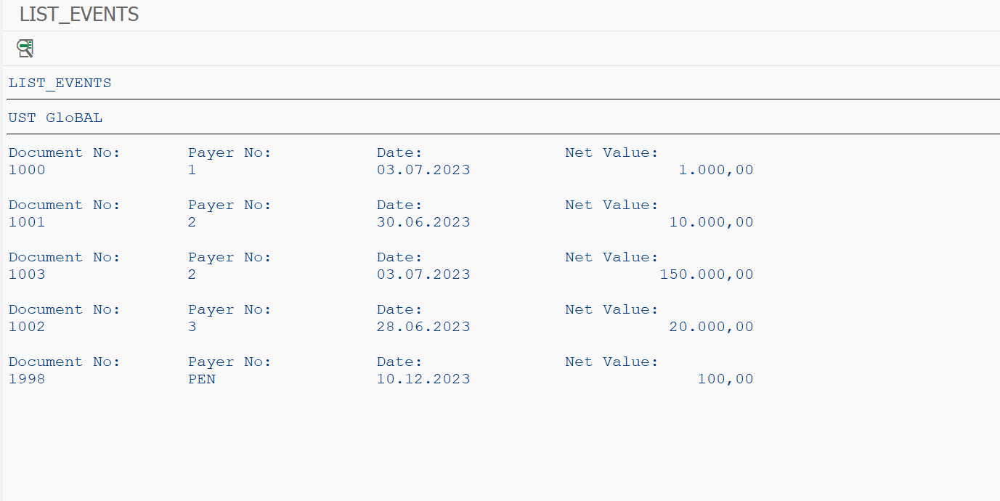 LIST_EVENTS
LIST_EVENTS
UST GloBAL
Document No: Payer No: Date: Net Value:
1000 1 03.07.2023 1.000,00
Document No: Payer No: Date: Net Value:
1001 2 30.06.2023 10.000,00
Document No: Payer No: Date: Net Value:
1003 2 03.07.2023 150.000,00
Document No: Payer No: Date: Net Value:
1002 3 28.06.2023 20.000,00
Document No: Payer No: Date: Net Value:
1998 PEN 10.12.2023 100,00